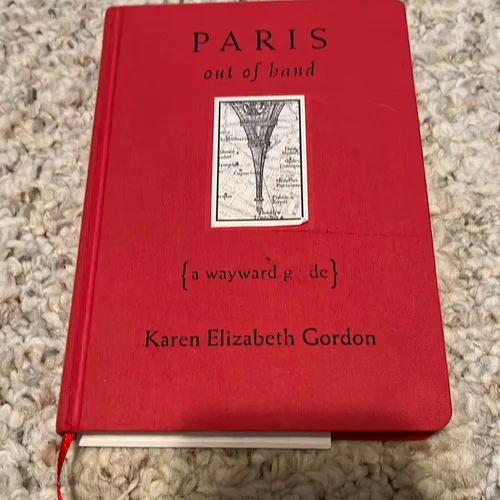 PARIS
out of hand
{a wayward g de}
Karen Elizabeth Gordon